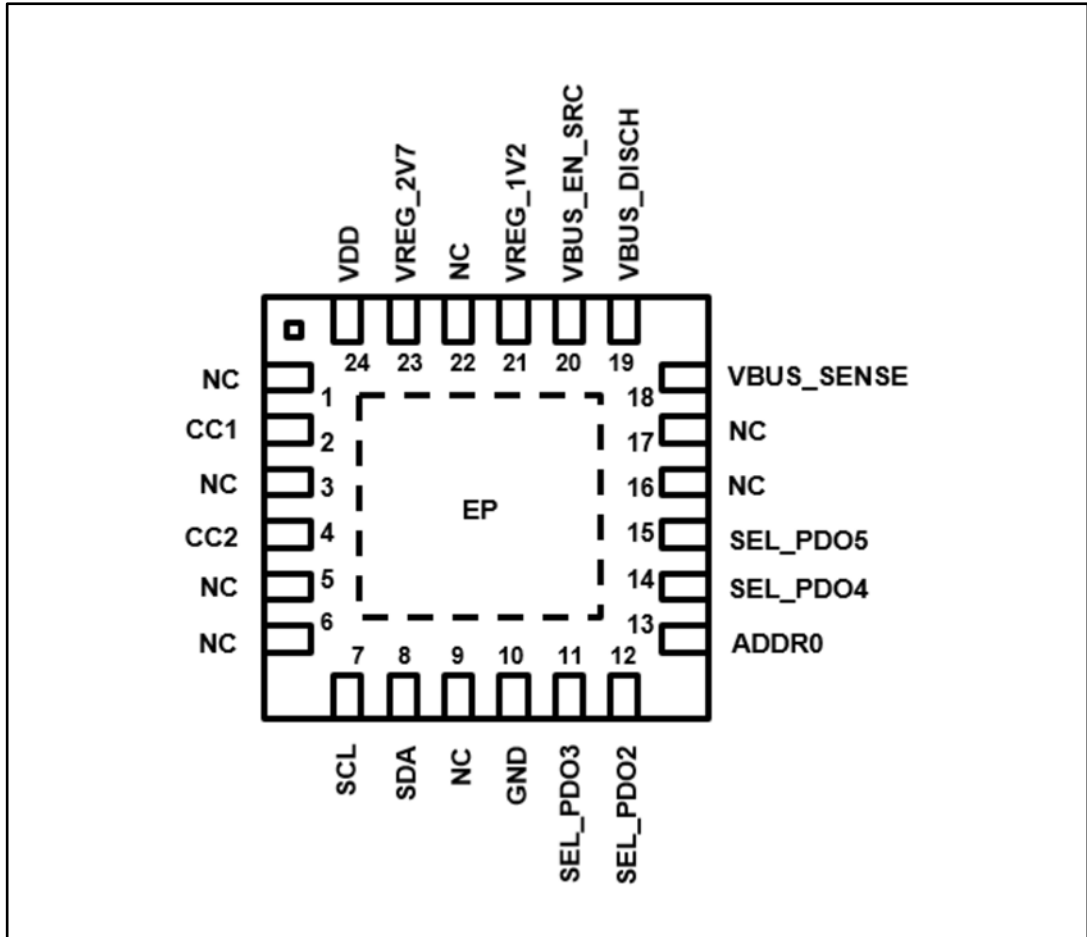 VDD
VREG_2V7
NC
VREG_1V2
VBUS_EN_SRC
VBUS_DISCH
24
23
22
21
20
19
NC
1
CC1
2
NC
3
CC2
4
NC
5
NC
6
EP
18
VBUS_SENSE
17
NC
16
NC
15
SEL_PDO5
14
SEL_PDO4
13
ADDR0
7
8
9
10
11
12
SCL
SDA
NC
GND
SEL_PDO3
SEL_PDO2